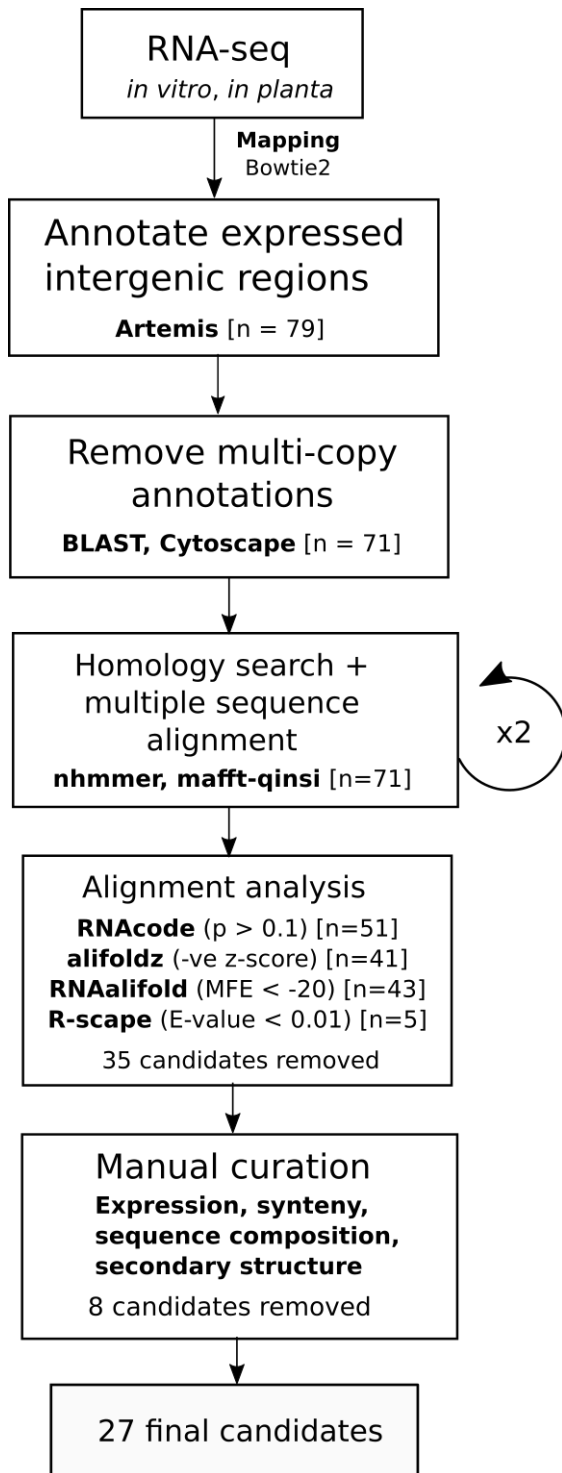 RNA-seq
in vitro, in planta
Mapping
Bowtie2
Annotate expressed
intergenic regions
Artemis [n = 79]
Remove multi-copy
annotations
BLAST, Cytoscape [n = 71]
Homology search +
multiple sequence
alignment
nhmmer, mafft-qinsi [n=71]
x2
Alignment analysis
RNAcode (p > 0.1) [n=51]
alifoldz (-ve z-score) [n=41]
RNAalifold (MFE < -20) [n=43]
R-scape (E-value < 0.01) [n=5]
35 candidates removed
Manual curation
Expression, synteny,
sequence composition,
secondary structure
8 candidates removed
27 final candidates